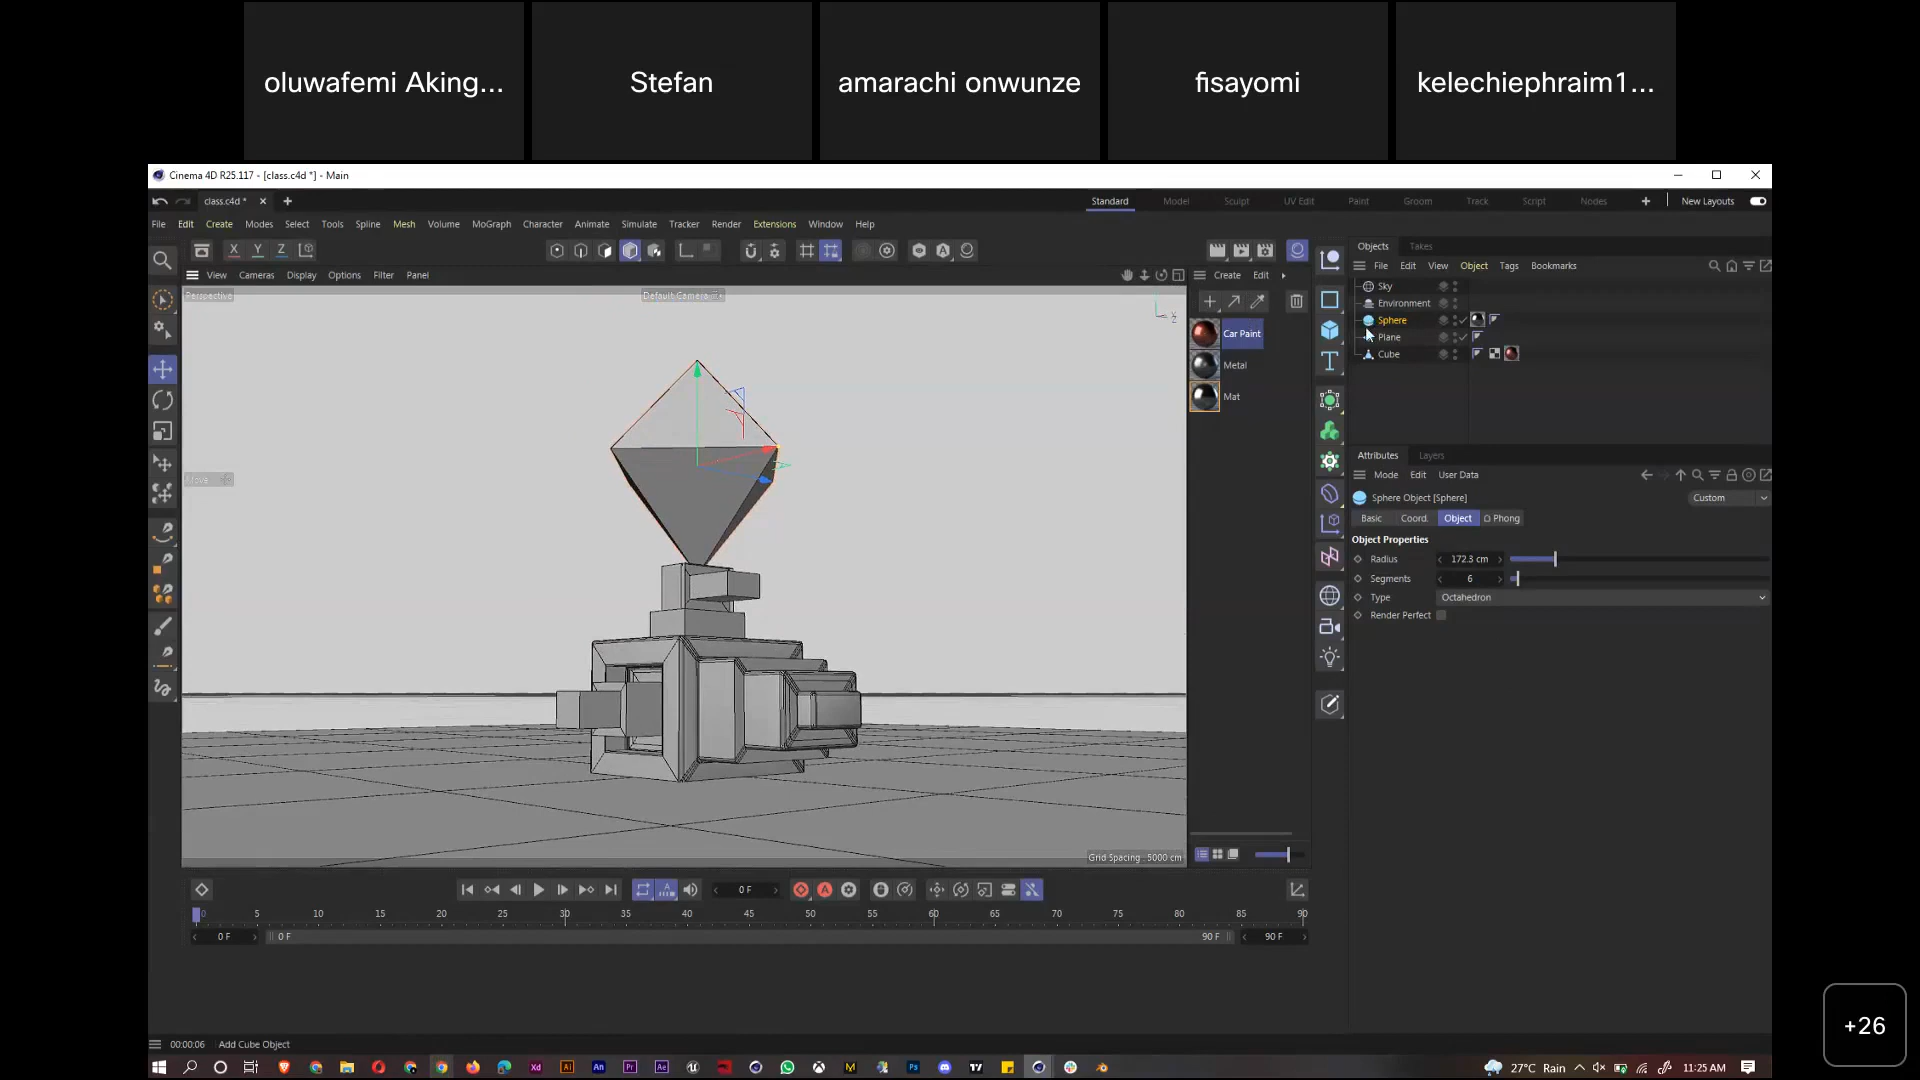 oluwafemi Aking...
Stefan
amarachi onwunze
fisayomi
kelechiephraim1...
Cinema 4D R25.117 - [class.c4d *] - Main
class.c4d *
Standard Model Sculpt UV Edit Paint Groom Track Script Nodes New Layouts
File Edit Create Modes Select Tools Spline Mesh Volume MoGraph Character Animate Simulate Tracker Render Extensions Window Help
X Y Z
Objects Takes
File Edit View Object Tags Bookmarks
View Cameras Display Options Filter Panel
Create Edit
Perspective
Default Camera
Sky
Environment
Sphere
Plane
Cube
Car Paint
Metal
Mat
Move
Attributes Layers
Mode Edit User Data
Sphere Object [Sphere]
Custom
Basic Coord. Object Phong
Object Properties
Radius 172.3 cm
Segments 6
Type Octahedron
Render Perfect
Grid Spacing : 5000 cm
0 F
0 5 10 15 20 25 30 35 40 45 50 55 60 65 70 75 80 85 90
0 F 0 F 90 F 90 F
+26
00:00:06 Add Cube Object
27°C Rain 11:25 AM